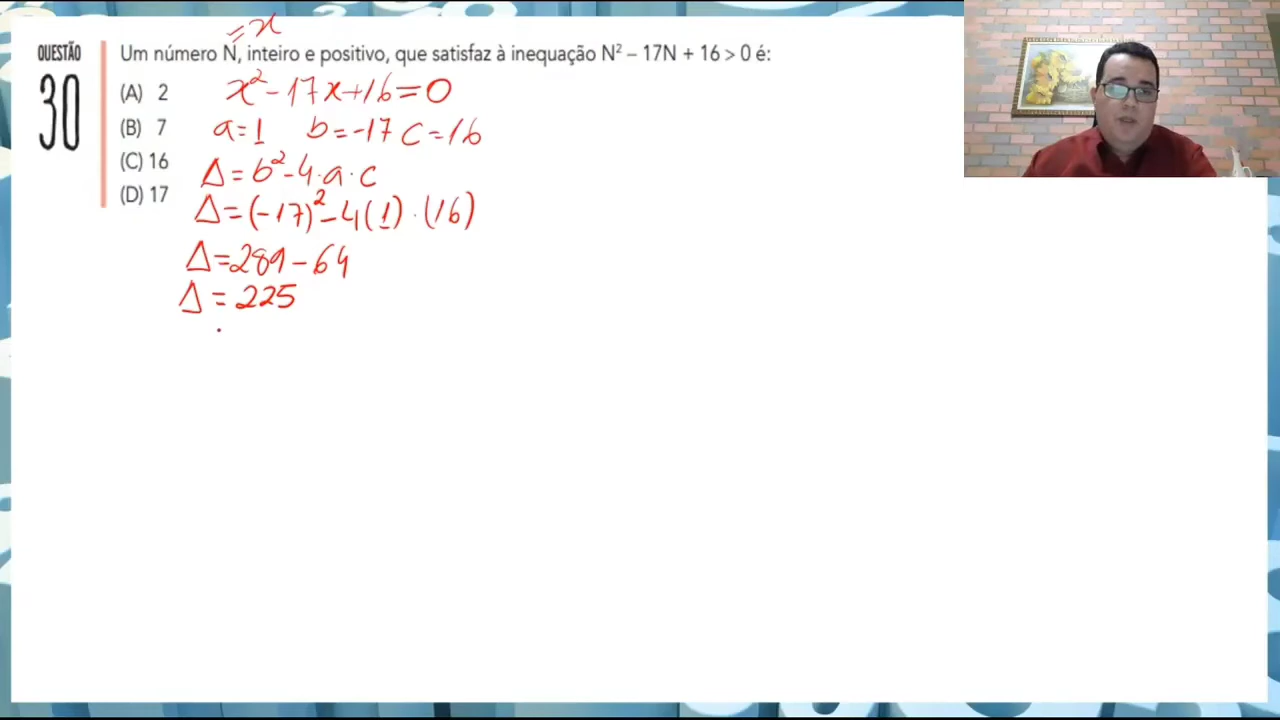 = x
QUESTÃO
30
Um número N, inteiro e positivo, que satisfaz à inequação N² – 17N + 16 > 0 é:
(A) 2
(B) 7
(C) 16
(D) 17
x² - 17x + 16 = 0
a = 1 b = -17 c = 16
Δ = b² - 4 · a · c
Δ = (-17)² - 4(1) · (16)
Δ = 289 - 64
Δ = 225